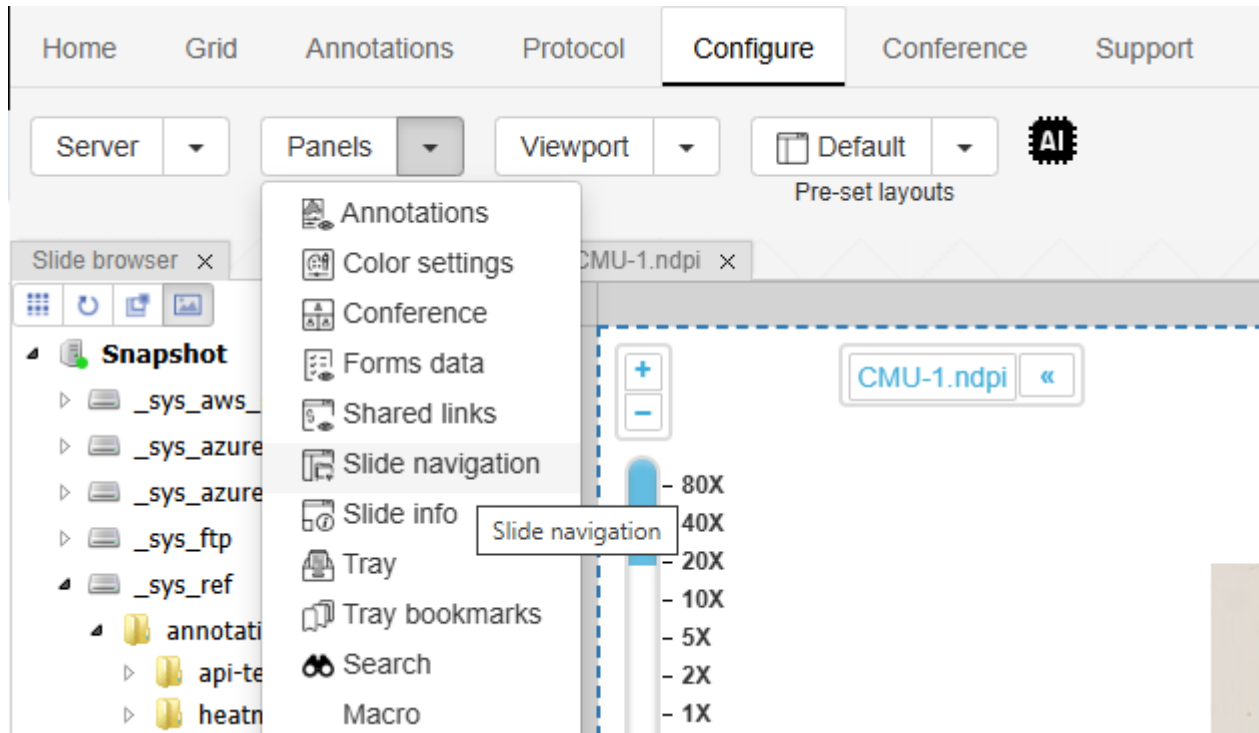 Home Grid Annotations Protocol Configure Conference Support
Server Panels Viewport Default AI
Pre-set layouts
Annotations
Color settings
Conference
Forms data
Shared links
Slide navigation
Slide info
Tray
Tray bookmarks
Search
Macro
Slide navigation
Slide browser × CMU-1.ndpi ×
Snapshot
_sys_aws_
_sys_azure
_sys_azure
_sys_ftp
_sys_ref
annotati
api-te
heatn
+
CMU-1.ndpi «
–
80X
40X
20X
10X
5X
2X
1X